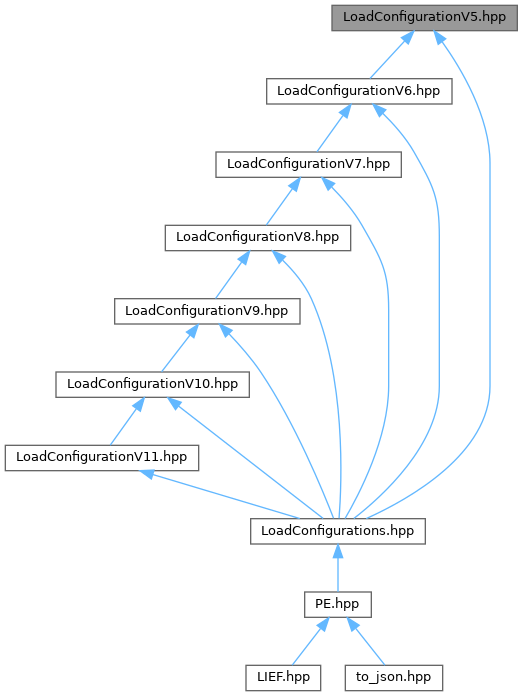 LoadConfigurationV5.hpp
LoadConfigurationV6.hpp
LoadConfigurationV7.hpp
LoadConfigurationV8.hpp
LoadConfigurationV9.hpp
LoadConfigurationV10.hpp
LoadConfigurationV11.hpp
LoadConfigurations.hpp
PE.hpp
LIEF.hpp
to_json.hpp